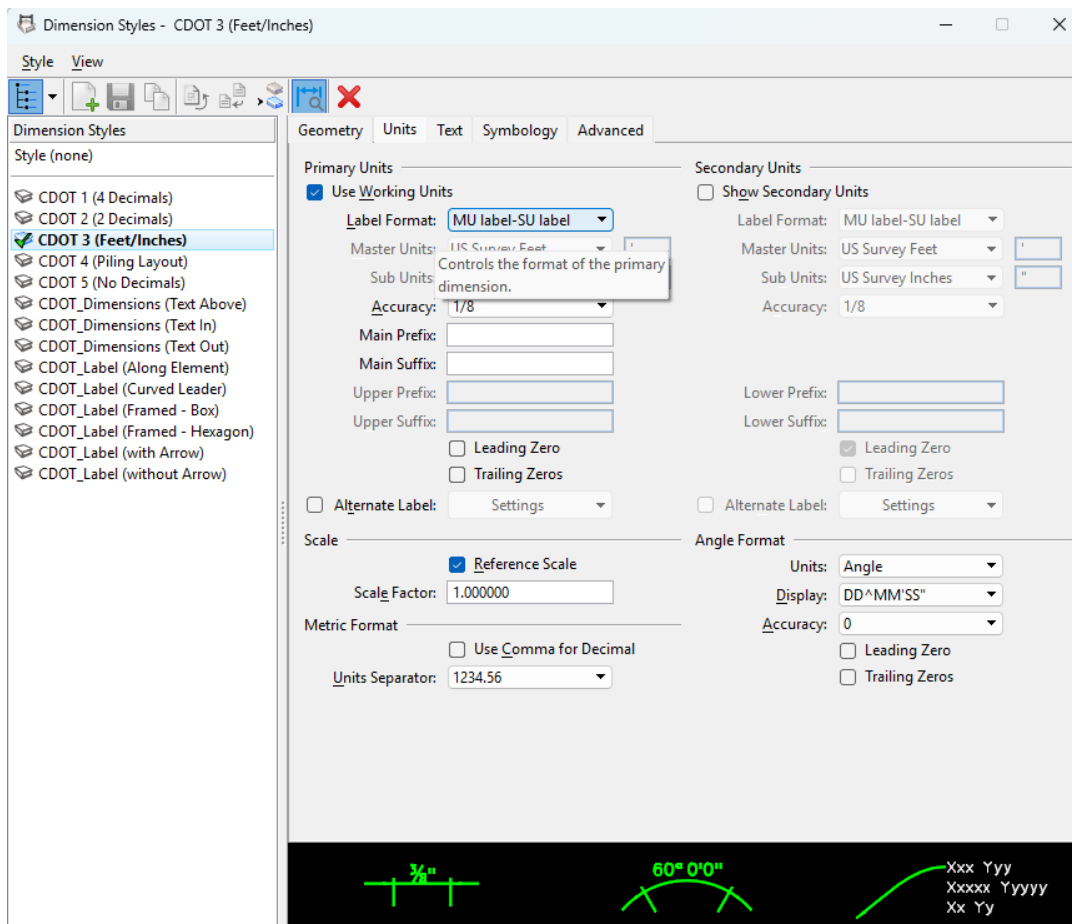 Dimension Styles - CDOT 3 (Feet/Inches)
Style View
Dimension Styles
Style (none)
CDOT 1 (4 Decimals)
CDOT 2 (2 Decimals)
CDOT 3 (Feet/Inches)
CDOT 4 (Piling Layout)
CDOT 5 (No Decimals)
CDOT_Dimensions (Text Above)
CDOT_Dimensions (Text In)
CDOT_Dimensions (Text Out)
CDOT_Label (Along Element)
CDOT_Label (Curved Leader)
CDOT_Label (Framed - Box)
CDOT_Label (Framed - Hexagon)
CDOT_Label (with Arrow)
CDOT_Label (without Arrow)
Geometry Units Text Symbology Advanced
Primary Units
Use Working Units
Label Format: MU label-SU label
Master Units: US Survey Feet '
Sub Units
Controls the format of the primary
dimension.
Accuracy: 1/8
Main Prefix:
Main Suffix:
Upper Prefix:
Upper Suffix:
Leading Zero
Trailing Zeros
Alternate Label: Settings
Scale
Reference Scale
Scale Factor: 1.000000
Metric Format
Use Comma for Decimal
Units Separator: 1234.56
Secondary Units
Show Secondary Units
Label Format: MU label-SU label
Master Units: US Survey Feet '
Sub Units: US Survey Inches "
Accuracy: 1/8
Lower Prefix:
Lower Suffix:
Leading Zero
Trailing Zeros
Alternate Label: Settings
Angle Format
Units: Angle
Display: DD^MM'SS"
Accuracy: 0
Leading Zero
Trailing Zeros
⅜"
60° 0'0"
Xxx Yyy
Xxxxx Yyyyy
Xx Yy